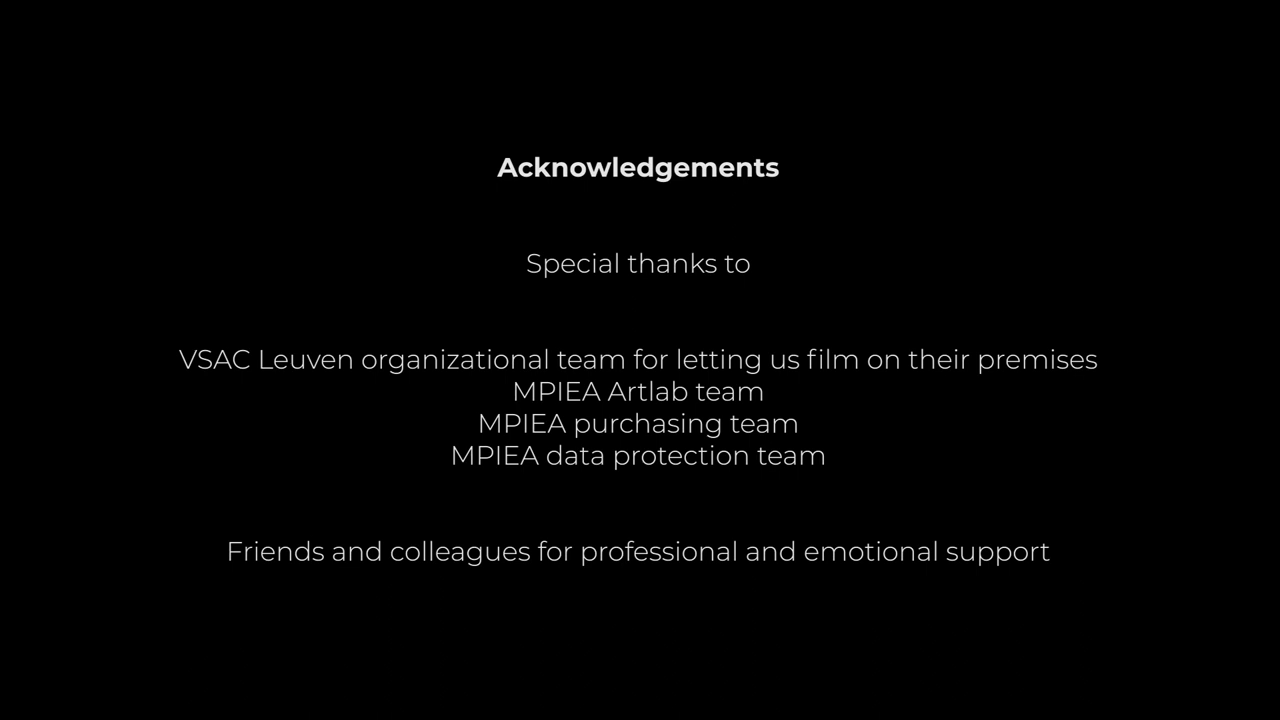 Acknowledgements
Special thanks to
VSAC Leuven organizational team for letting us film on their premises
MPIEA Artlab team
MPIEA purchasing team
MPIEA data protection team
Friends and colleagues for professional and emotional support